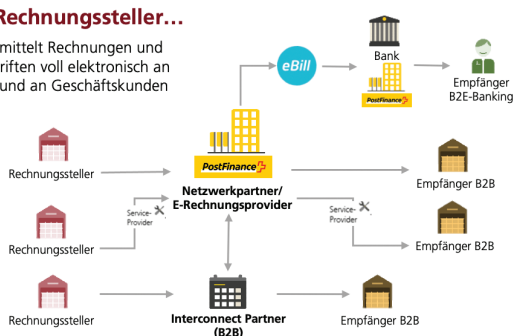 Rechnungssteller…
mittelt Rechnungen und
riften voll elektronisch an
und an Geschäftskunden
eBill
Bank
PostFinance
Empfänger
B2E-Banking
Rechnungssteller
PostFinance
Netzwerkpartner/
E-Rechnungsprovider
Empfänger B2B
Service-
Provider
Service-
Provider
Rechnungssteller
Empfänger B2B
Rechnungssteller
Interconnect Partner
(B2B)
Empfänger B2B